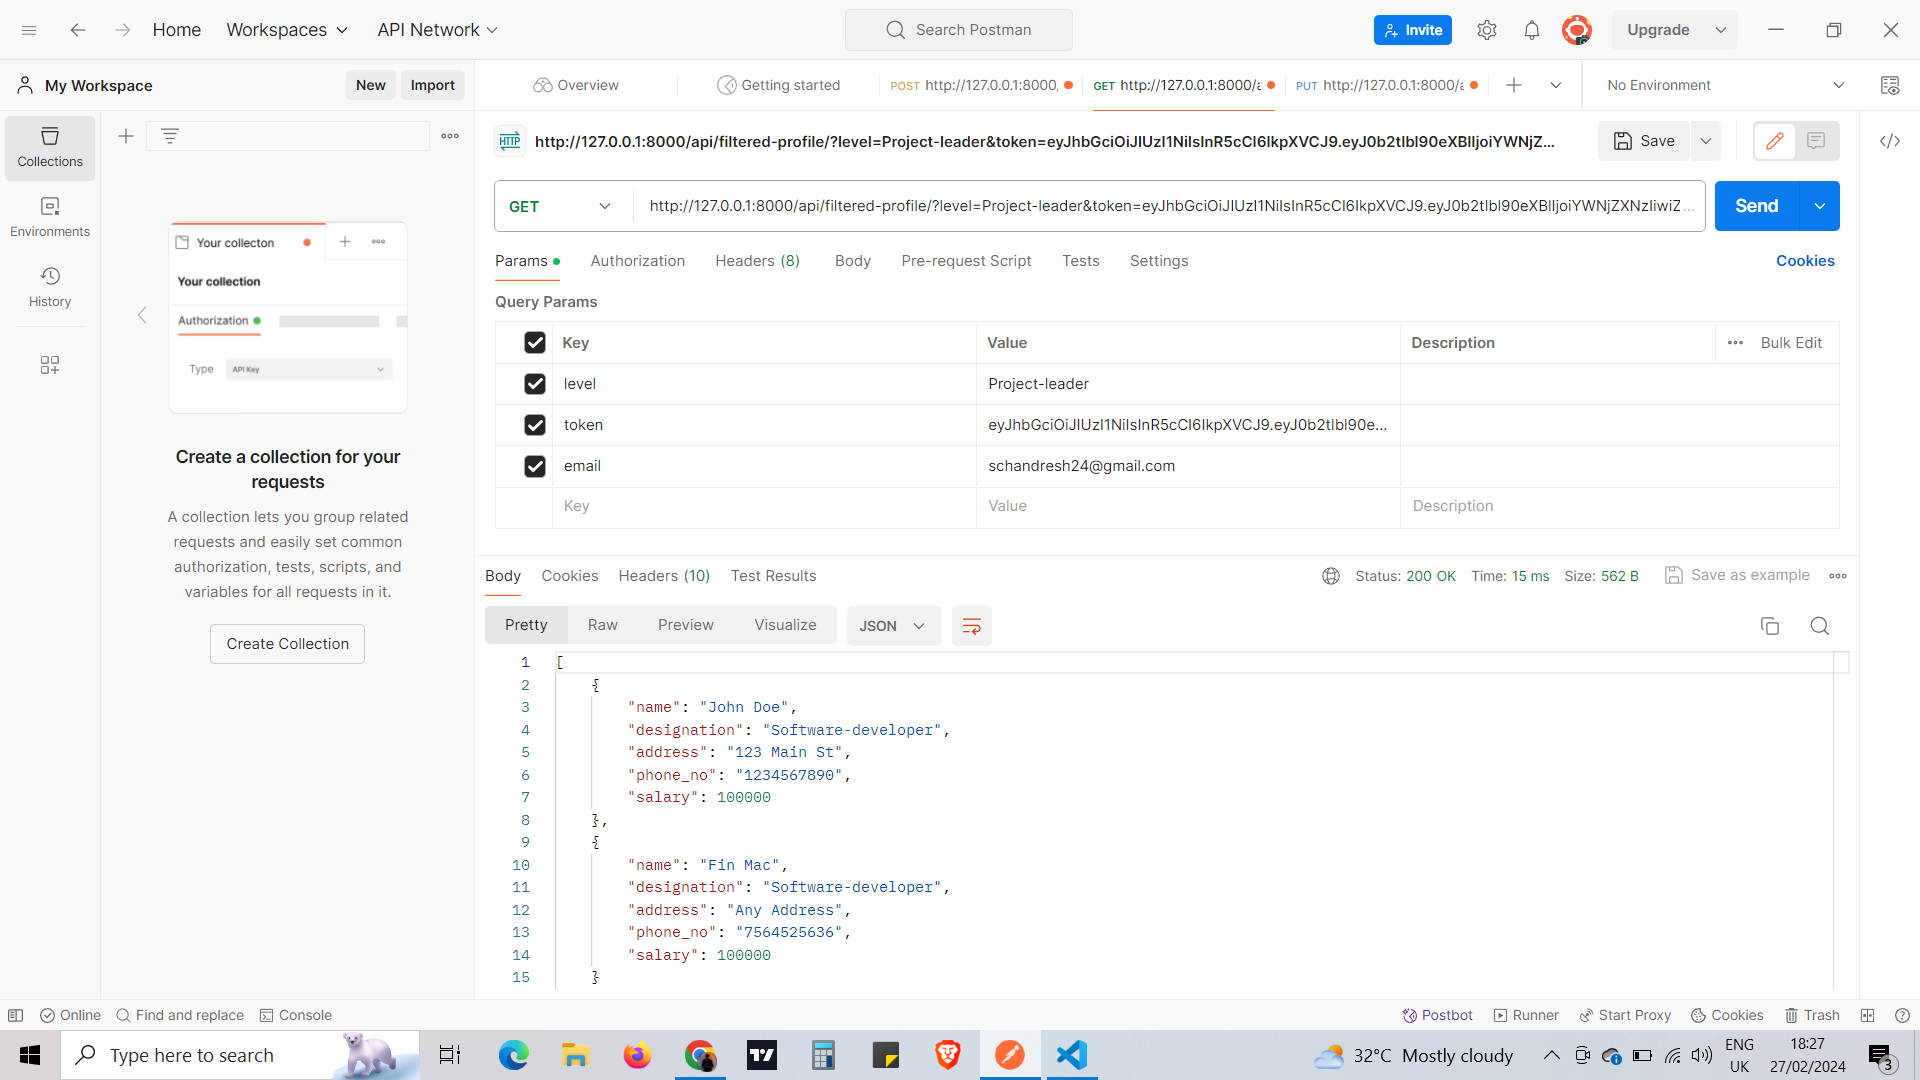 Home
Workspaces
API Network
Search Postman
Invite
Upgrade
My Workspace
New
Import
Overview
Getting started
POST http://127.0.0.1:8000,
GET http://127.0.0.1:8000/a
PUT http://127.0.0.1:8000/a
No Environment
Collections
Environments
History
Your collecton
Your collection
Authorization
Type
API Key
Create a collection for your
requests
A collection lets you group related
requests and easily set common
authorization, tests, scripts, and
variables for all requests in it.
Create Collection
HTTP
http://127.0.0.1:8000/api/filtered-profile/?level=Project-leader&token=eyJhbGciOiJIUzI1NiIsInR5cCI6IkpXVCJ9.eyJ0b2tlbl90eXBlIjoiYWNjZ...
Save
GET
http://127.0.0.1:8000/api/filtered-profile/?level=Project-leader&token=eyJhbGciOiJIUzI1NiIsInR5cCI6IkpXVCJ9.eyJ0b2tlbl90eXBlIjoiYWNjZXNzIiwiZ...
Send
Params
Authorization
Headers (8)
Body
Pre-request Script
Tests
Settings
Cookies
Query Params
Key Value Description Bulk Edit
level Project-leader
token eyJhbGciOiJIUzI1NiIsInR5cCI6IkpXVCJ9.eyJ0b2tlbl90e...
email schandresh24@gmail.com
Key Value Description
Body
Cookies
Headers (10)
Test Results
Status: 200 OK
Time: 15 ms
Size: 562 B
Save as example
Pretty
Raw
Preview
Visualize
JSON
1 [
2 {
3 "name": "John Doe",
4 "designation": "Software-developer",
5 "address": "123 Main St",
6 "phone_no": "1234567890",
7 "salary": 100000
8 },
9 {
10 "name": "Fin Mac",
11 "designation": "Software-developer",
12 "address": "Any Address",
13 "phone_no": "7564525636",
14 "salary": 100000
15 }
Online
Find and replace
Console
Postbot
Runner
Start Proxy
Cookies
Trash
Type here to search
32°C Mostly cloudy
ENG
UK
18:27
27/02/2024
3